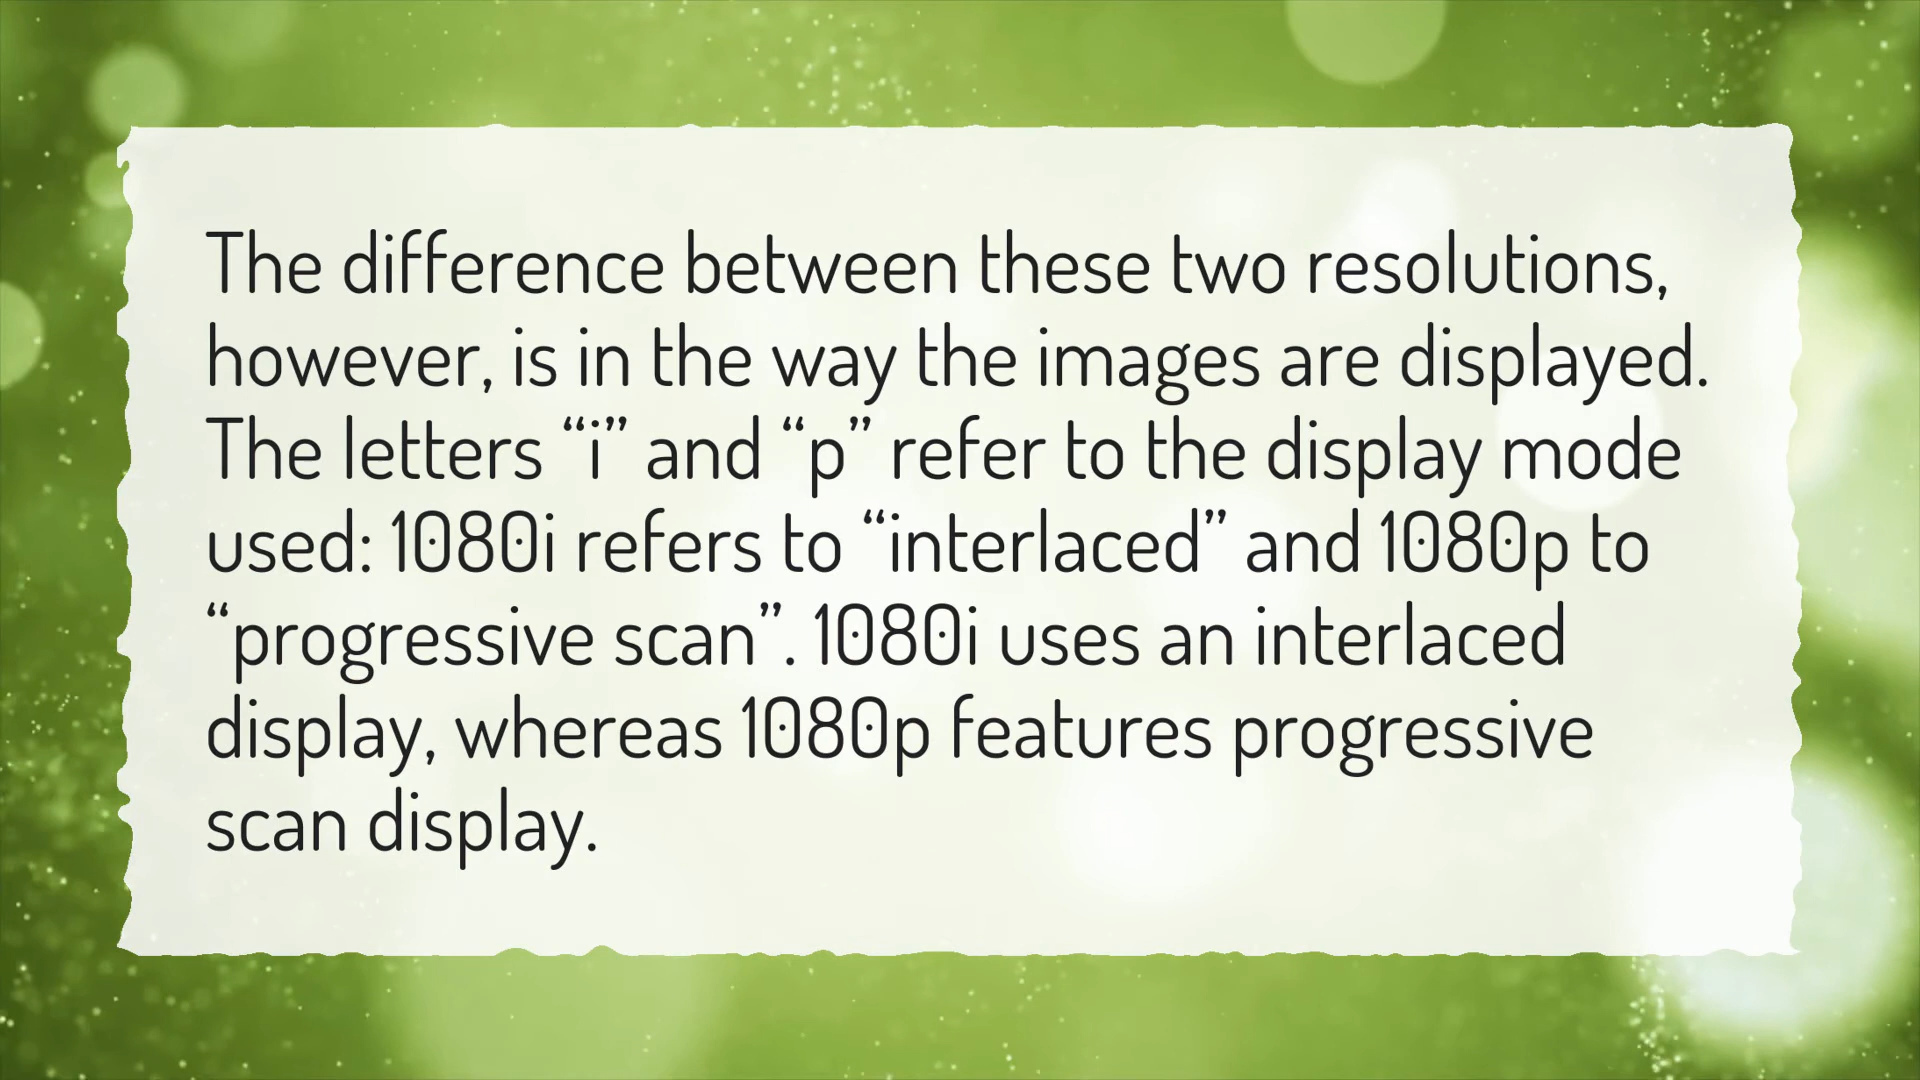 The difference between these two resolutions,
however, is in the way the images are displayed.
The letters “i” and “p” refer to the display mode
used: 1080i refers to “interlaced” and 1080p to
“progressive scan”. 1080i uses an interlaced
display, whereas 1080p features progressive
scan display.